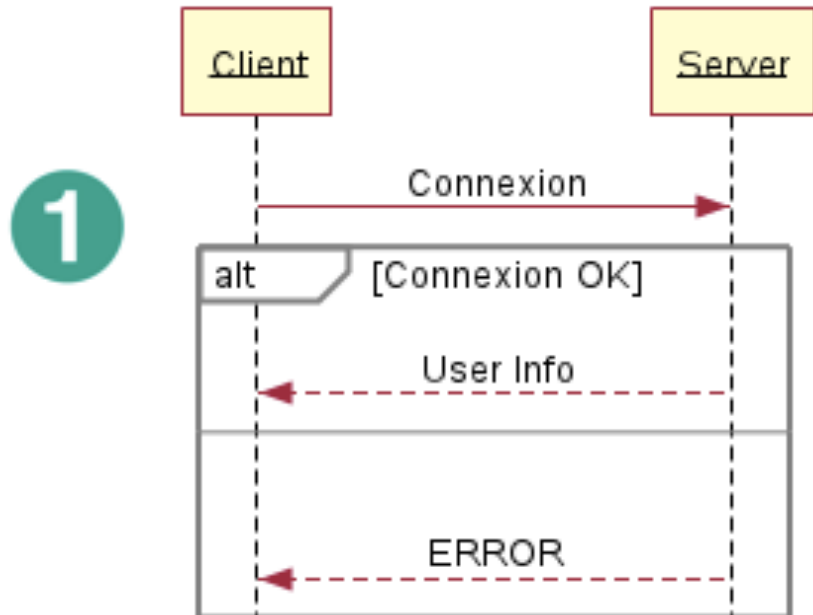 Client
Server
Connexion
1
alt
[Connexion OK]
User Info
ERROR